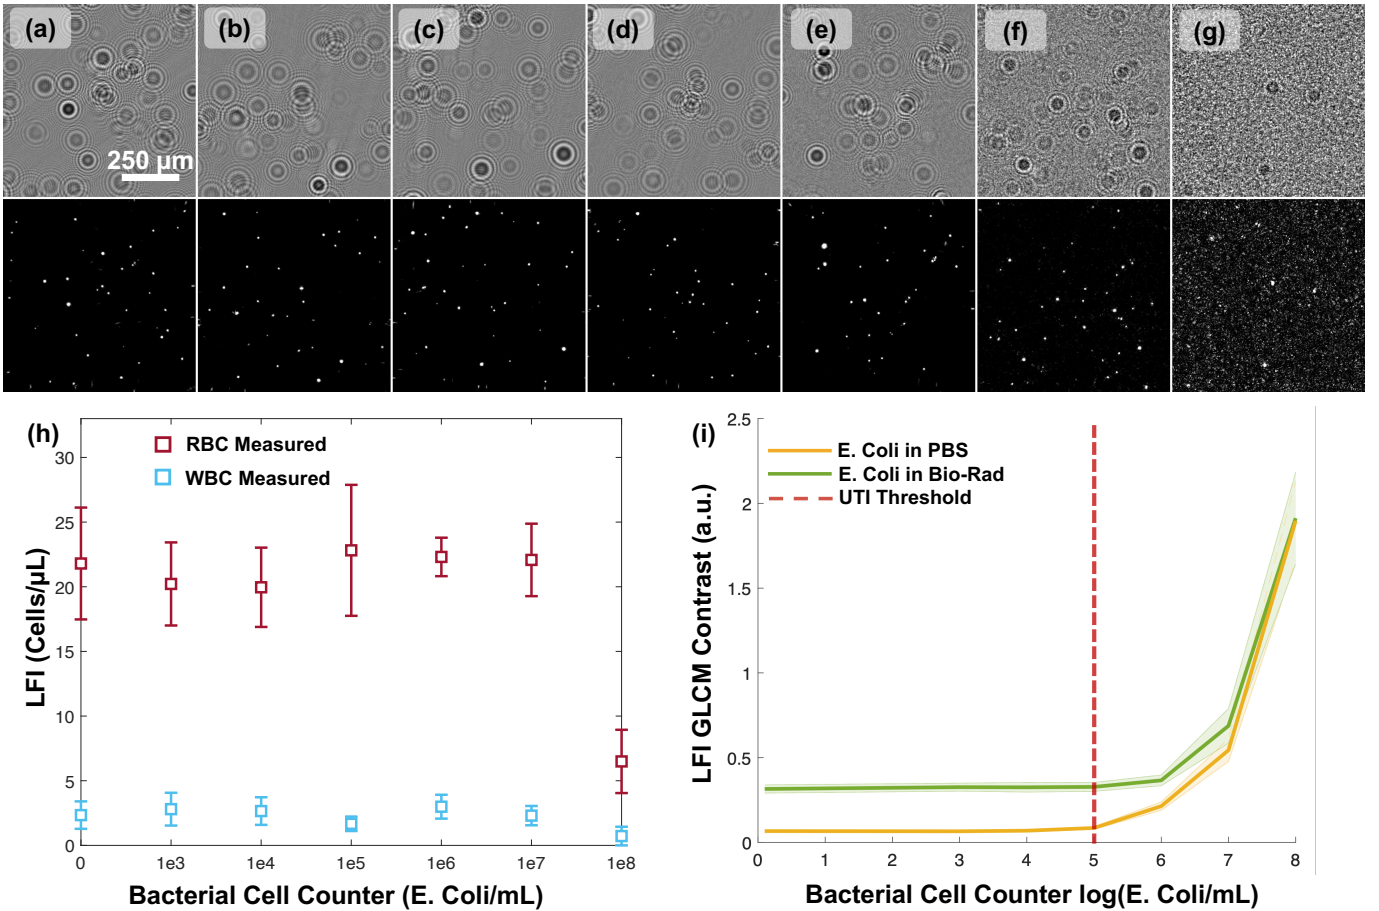 (a) (b) (c) (d) (e) (f) (g)
250 μm
(h)
RBC Measured
WBC Measured
LFI (Cells/μL)
30
25
20
15
10
5
0
0 1e3 1e4 1e5 1e6 1e7 1e8
Bacterial Cell Counter (E. Coli/mL)
(i)
E. Coli in PBS
E. Coli in Bio-Rad
UTI Threshold
LFI GLCM Contrast (a.u.)
2.5
2
1.5
1
0.5
0
0 1 2 3 4 5 6 7 8
Bacterial Cell Counter log(E. Coli/mL)